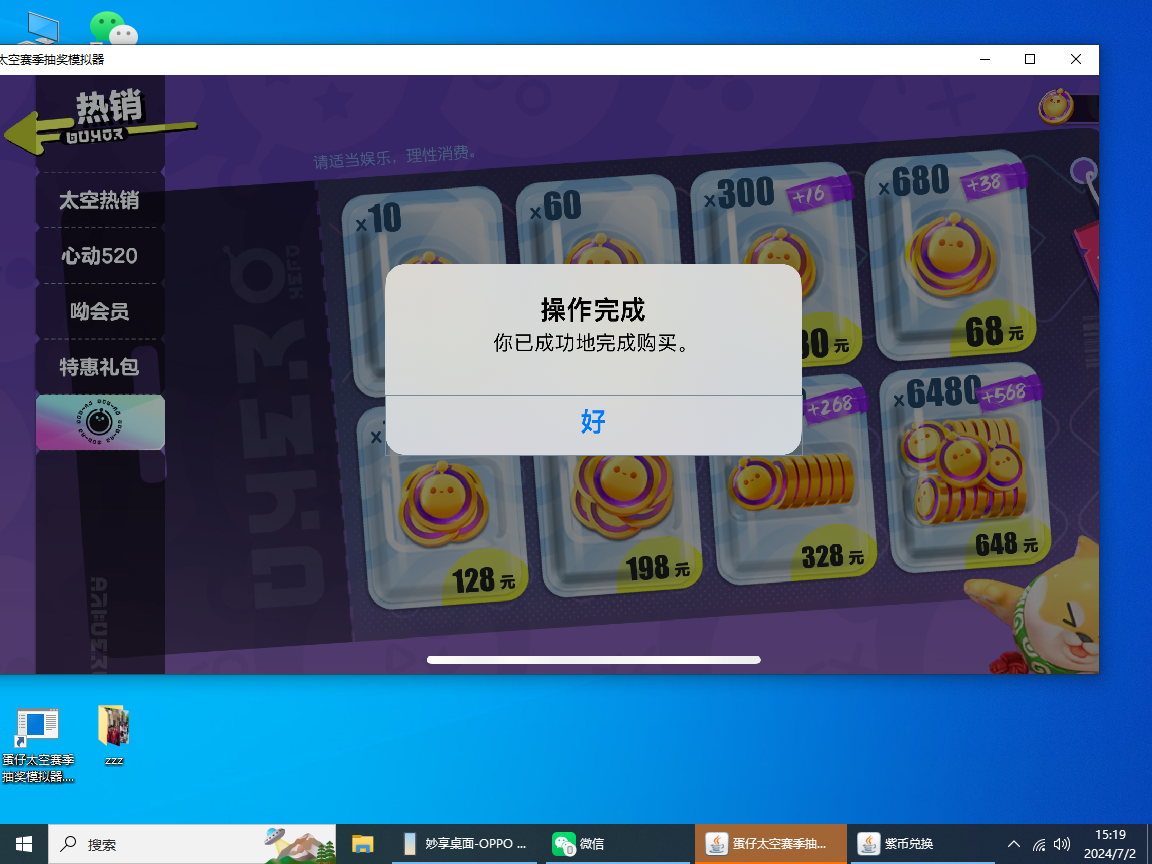 太空赛季抽奖模拟器
热销
太空热销
心动520
呦会员
特惠礼包
请适当娱乐，理性消费。
×10
×60
×300
+16
×680
+38
68元
操作完成
你已成功地完成购买。
好
+268
×6480
+568
128元
198元
328元
648元
蛋仔太空赛季
抽奖模拟器....
zzz
搜索
妙享桌面-OPPO ...
微信
蛋仔太空赛季抽...
紫币兑换
15:19
2024/7/2